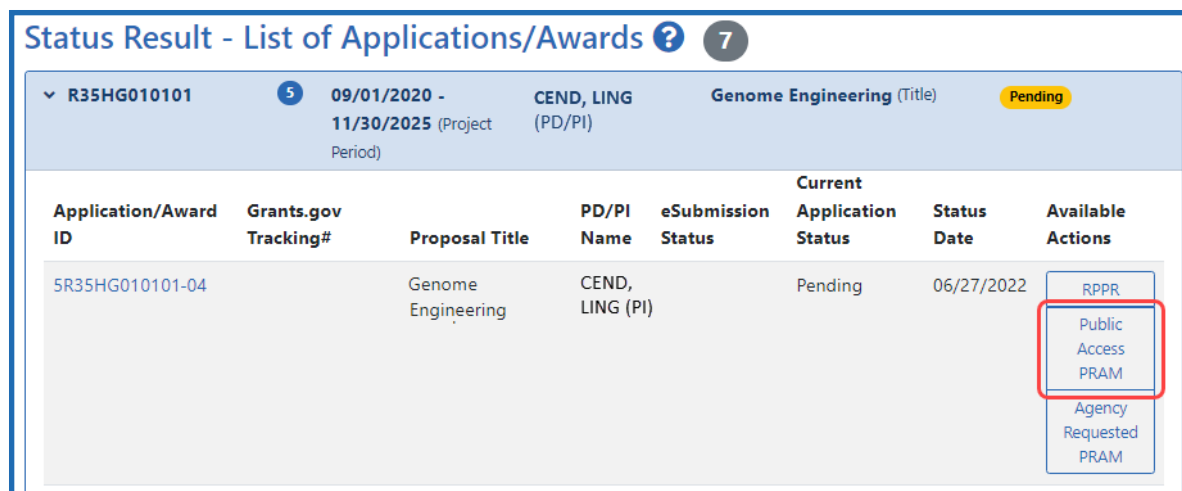 Status Result - List of Applications/Awards ? 7
R35HG010101 5 09/01/2020 - CEND, LING Genome Engineering (Title) Pending
11/30/2025 (Project (PD/PI)
Period)
Current
Application/Award Grants.gov PD/PI eSubmission Application Status Available
ID Tracking# Proposal Title Name Status Status Date Actions
5R35HG010101-04 Genome CEND, Pending 06/27/2022 RPPR
Engineering LING (PI)
Public
Access
PRAM
Agency
Requested
PRAM